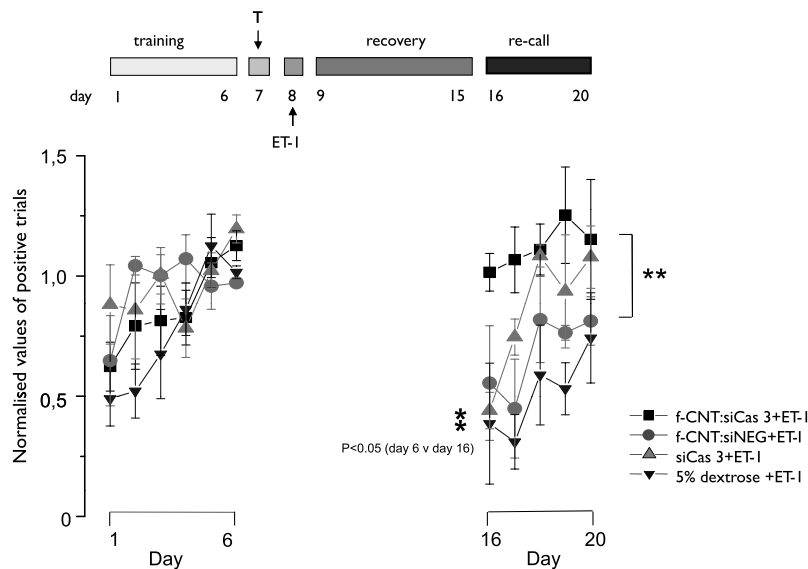 T
training recovery re-call
day 1 6 7 8 9 15 16 20
ET-1
Normalised values of positive trials
1,5
1,0
0,5
0
**
**
P<0.05 (day 6 v day 16)
f-CNT:siCas 3+ET-1
f-CNT:siNEG+ET-1
siCas 3+ET-1
5% dextrose +ET-1
1 6 16 20
Day Day